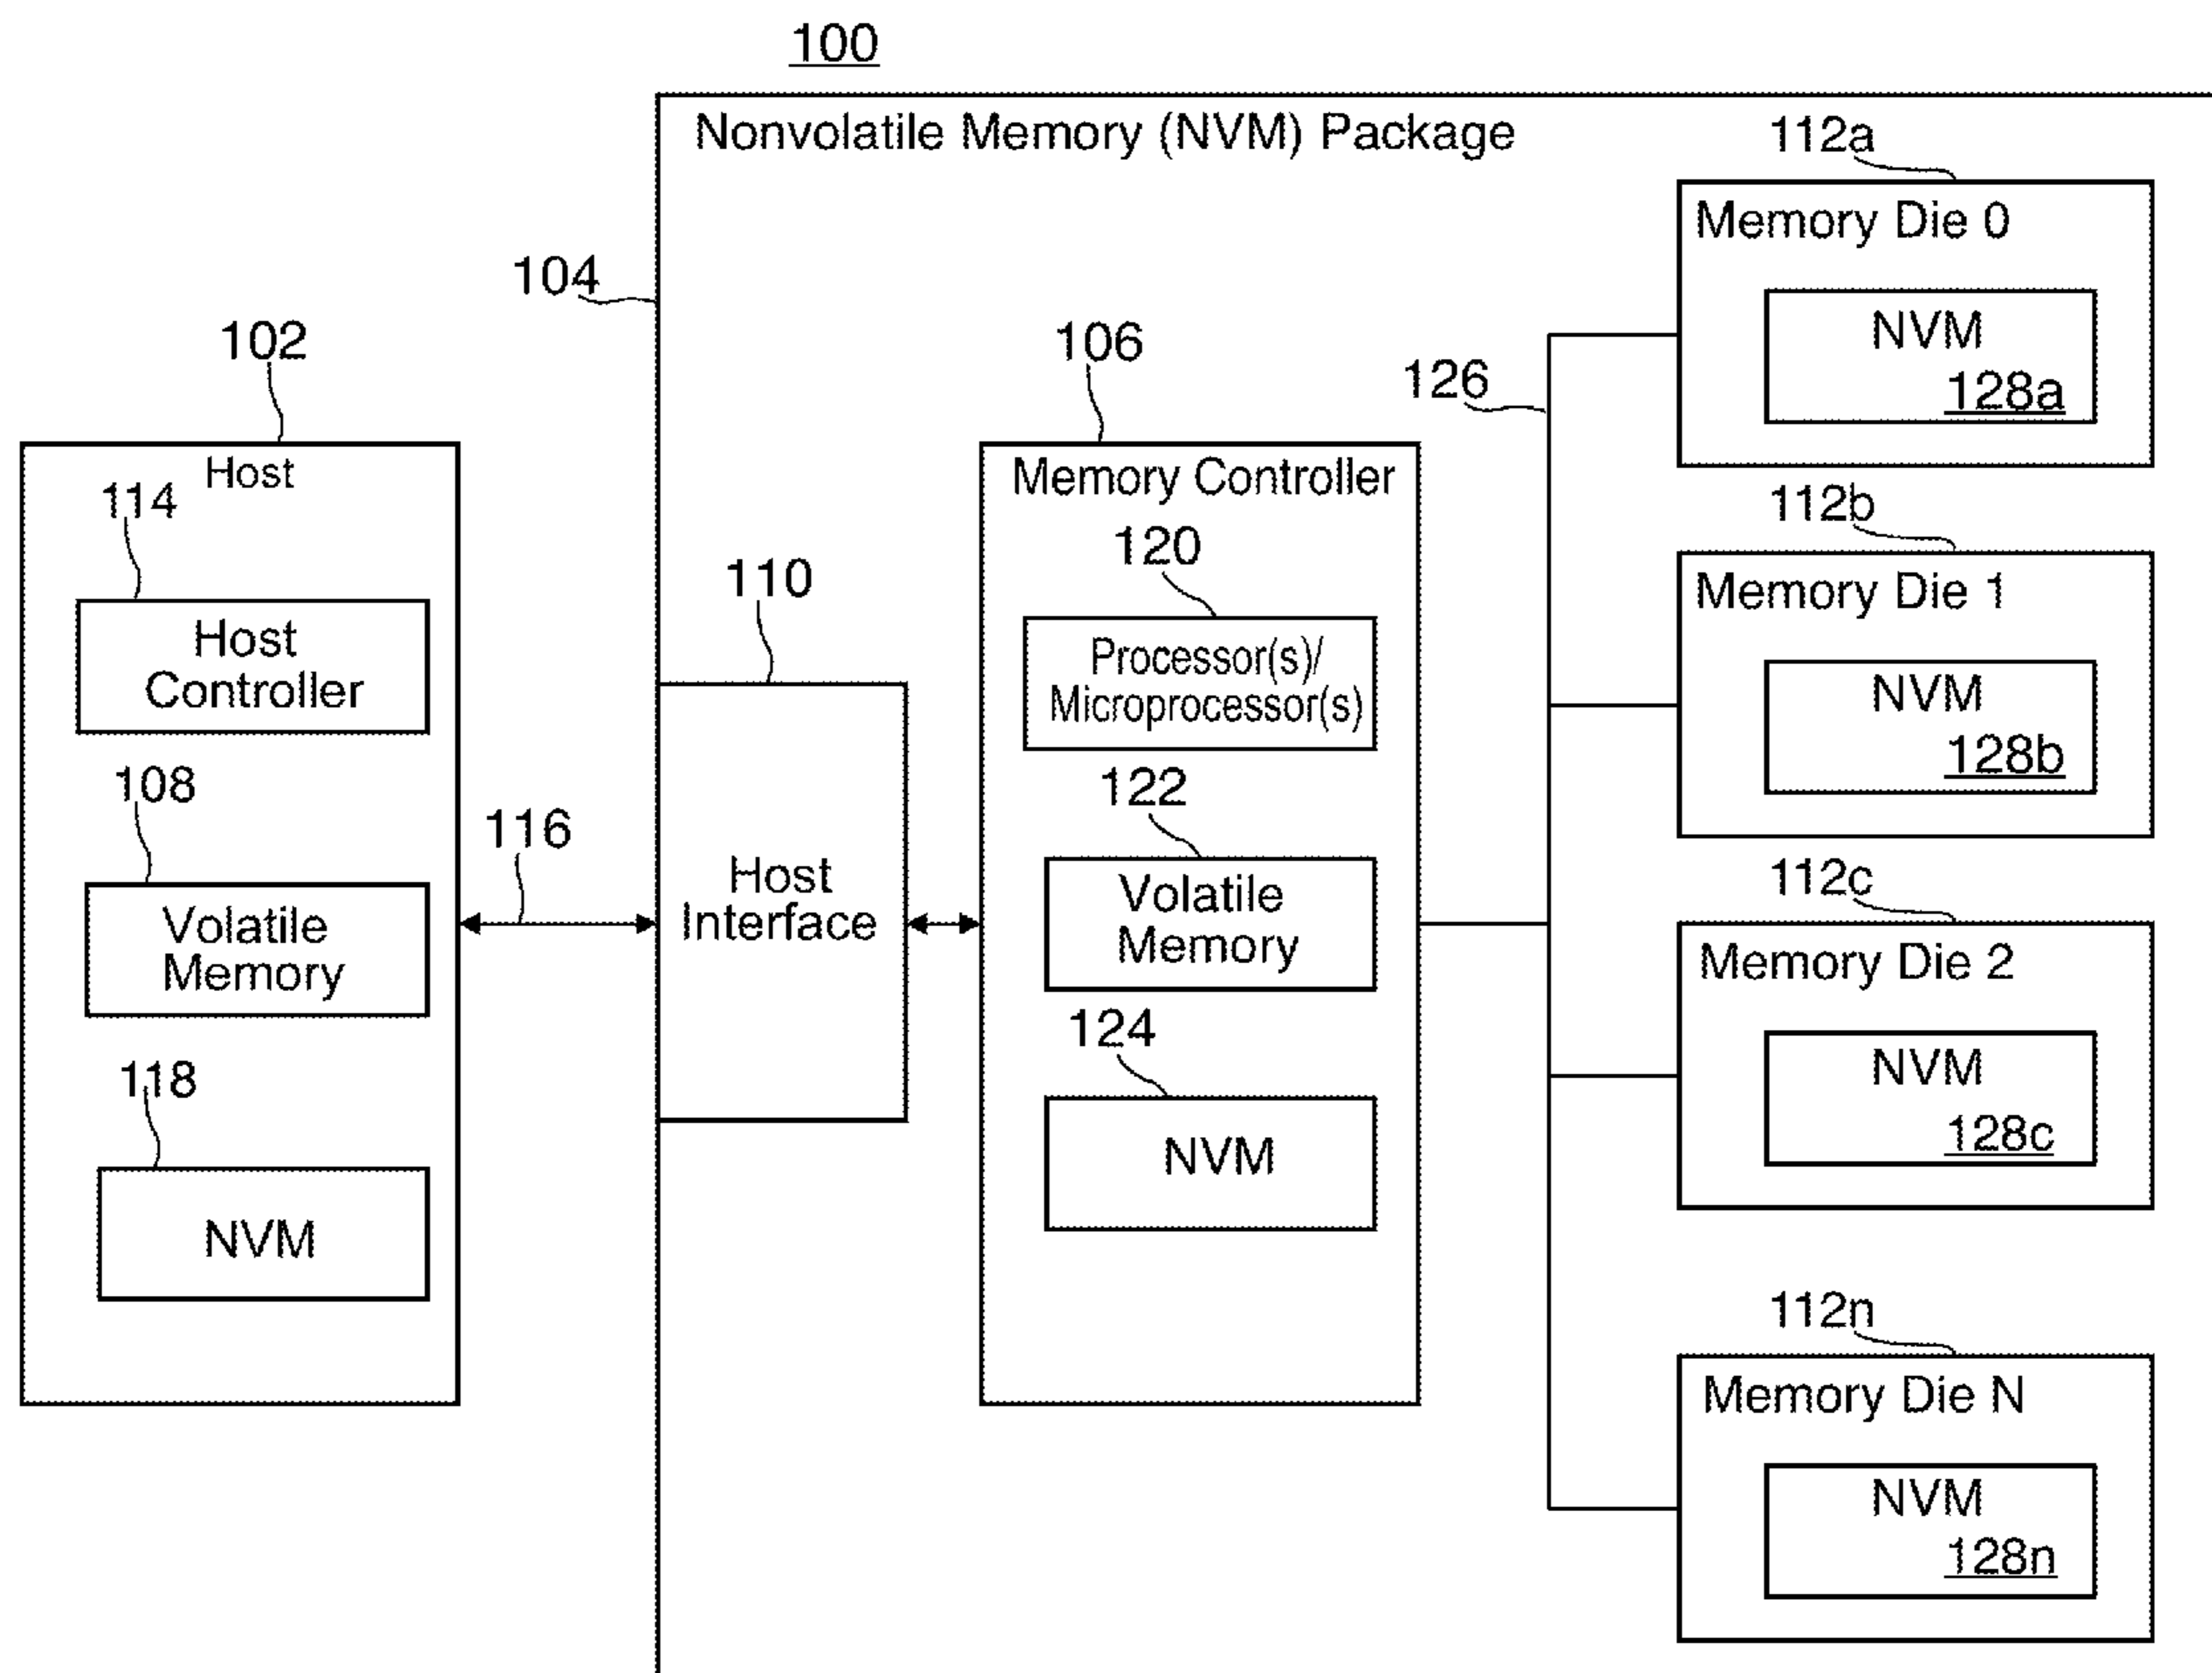 100
Nonvolatile Memory (NVM) Package
104
102
Host
114
Host
Controller
108
Volatile
Memory
118
NVM
116
110
Host
Interface
106
Memory Controller
120
Processor(s)/
Microprocessor(s)
122
Volatile
Memory
124
NVM
126
112a
Memory Die 0
NVM
128a
112b
Memory Die 1
NVM
128b
112c
Memory Die 2
NVM
128c
112n
Memory Die N
NVM
128n